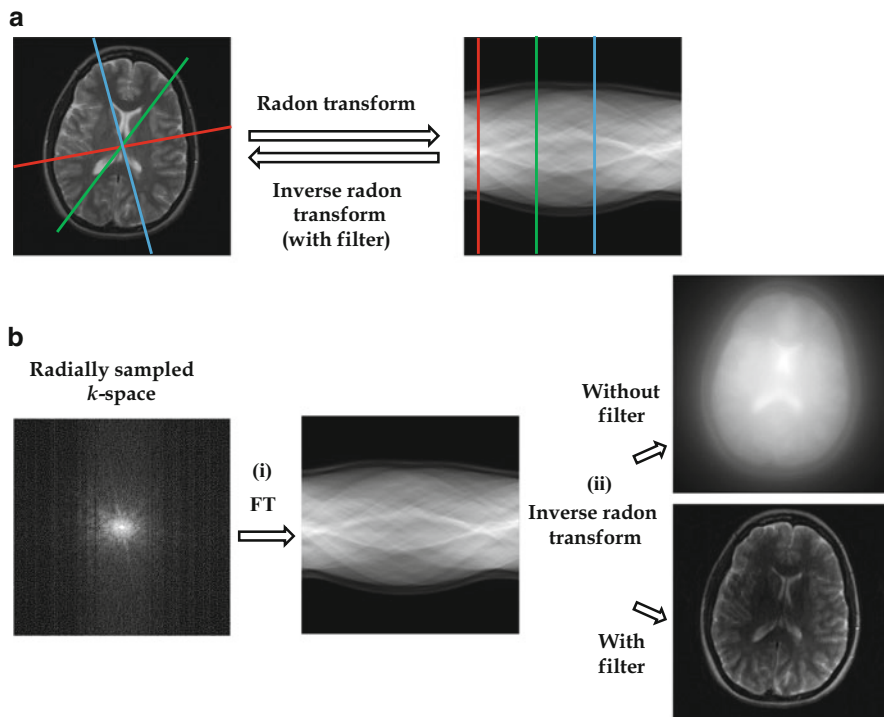 a
Radon transform
Inverse radon
transform
(with filter)
b
Radially sampled
k-space
(i)
FT
(ii)
Inverse radon
transform
Without
filter
With
filter